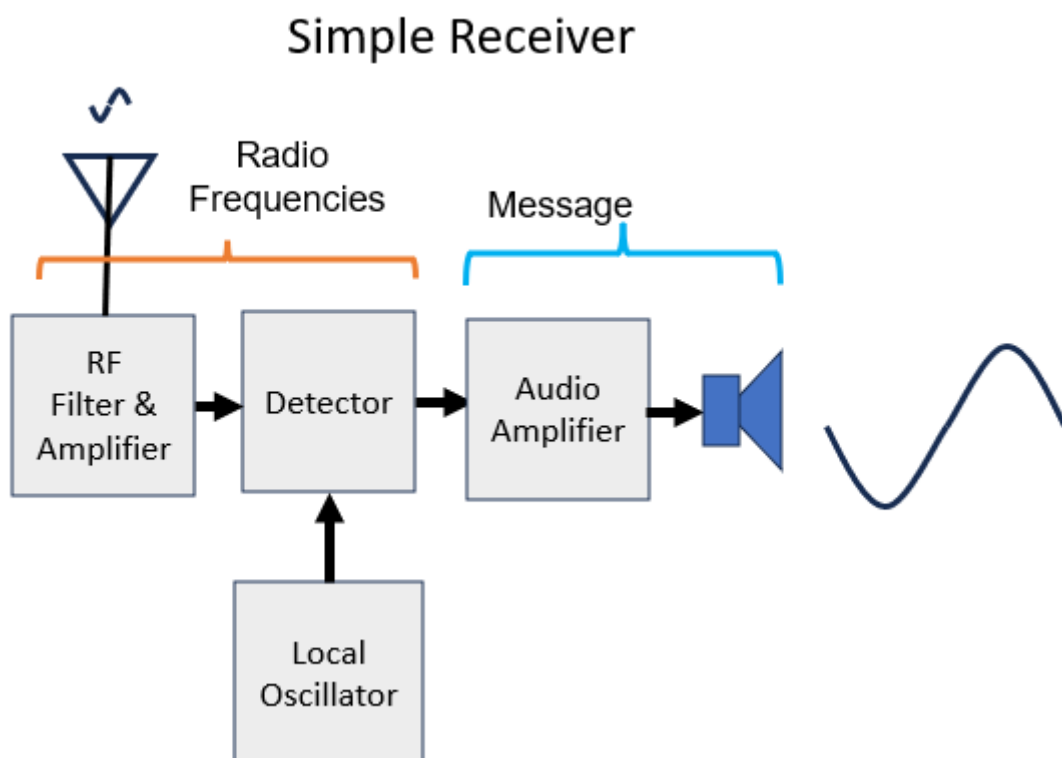 Simple Receiver
Radio
Frequencies
Message
RF
Filter &
Amplifier
Detector
Audio
Amplifier
Local
Oscillator